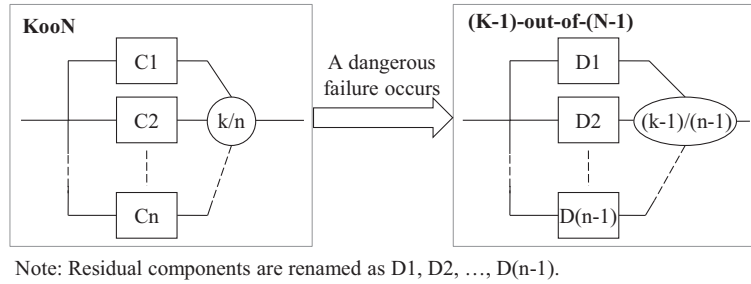 KooN
C1
C2
Cn
k/n
A dangerous
failure occurs
(K-1)-out-of-(N-1)
D1
D2
D(n-1)
(k-1)/(n-1)
Note: Residual components are renamed as D1, D2, …, D(n-1).